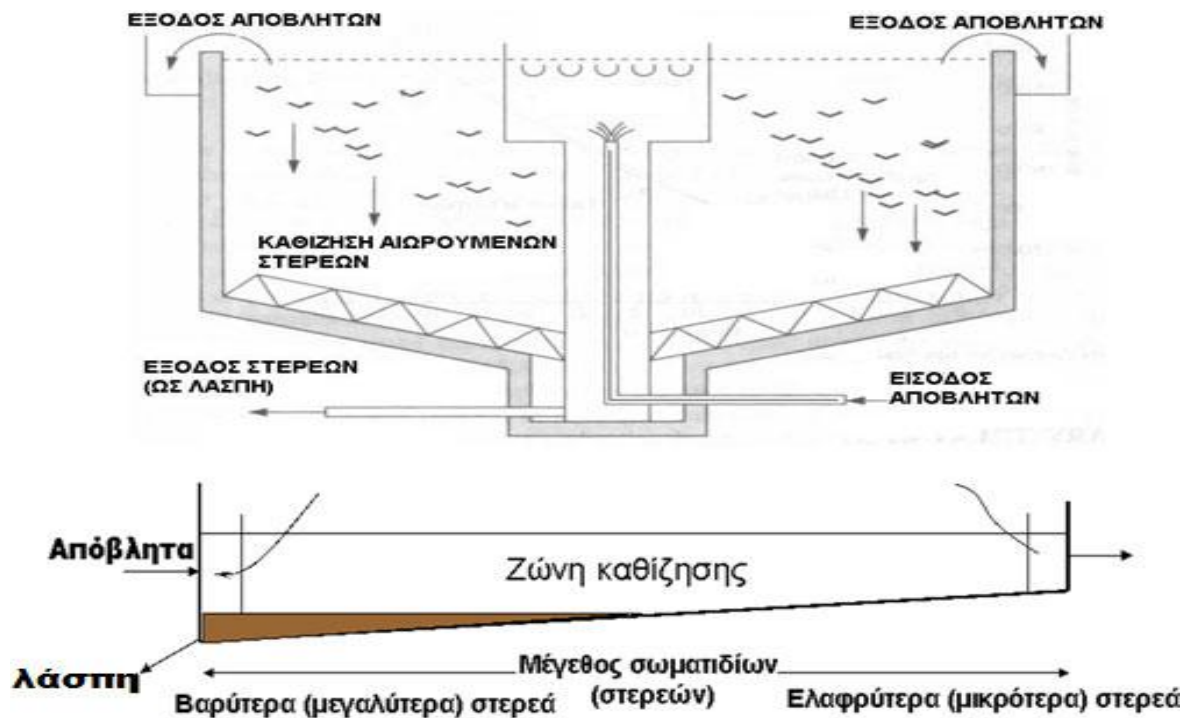 ΕΞΟΔΟΣ ΑΠΟΒΛΗΤΩΝ
ΕΞΟΔΟΣ ΑΠΟΒΛΗΤΩΝ
ΚΑΘΙΖΗΣΗ ΑΙΩΡΟΥΜΕΝΩΝ
ΣΤΕΡΕΩΝ
ΕΞΟΔΟΣ ΣΤΕΡΕΩΝ
(ΩΣ ΛΑΣΠΗ)
ΕΙΣΟΔΟΣ
ΑΠΟΒΛΗΤΩΝ
Απόβλητα
Ζώνη καθίζησης
λάσπη
Μέγεθος σωματιδίων
(στερεών)
Βαρύτερα (μεγαλύτερα) στερεά
Ελαφρύτερα (μικρότερα) στερεά